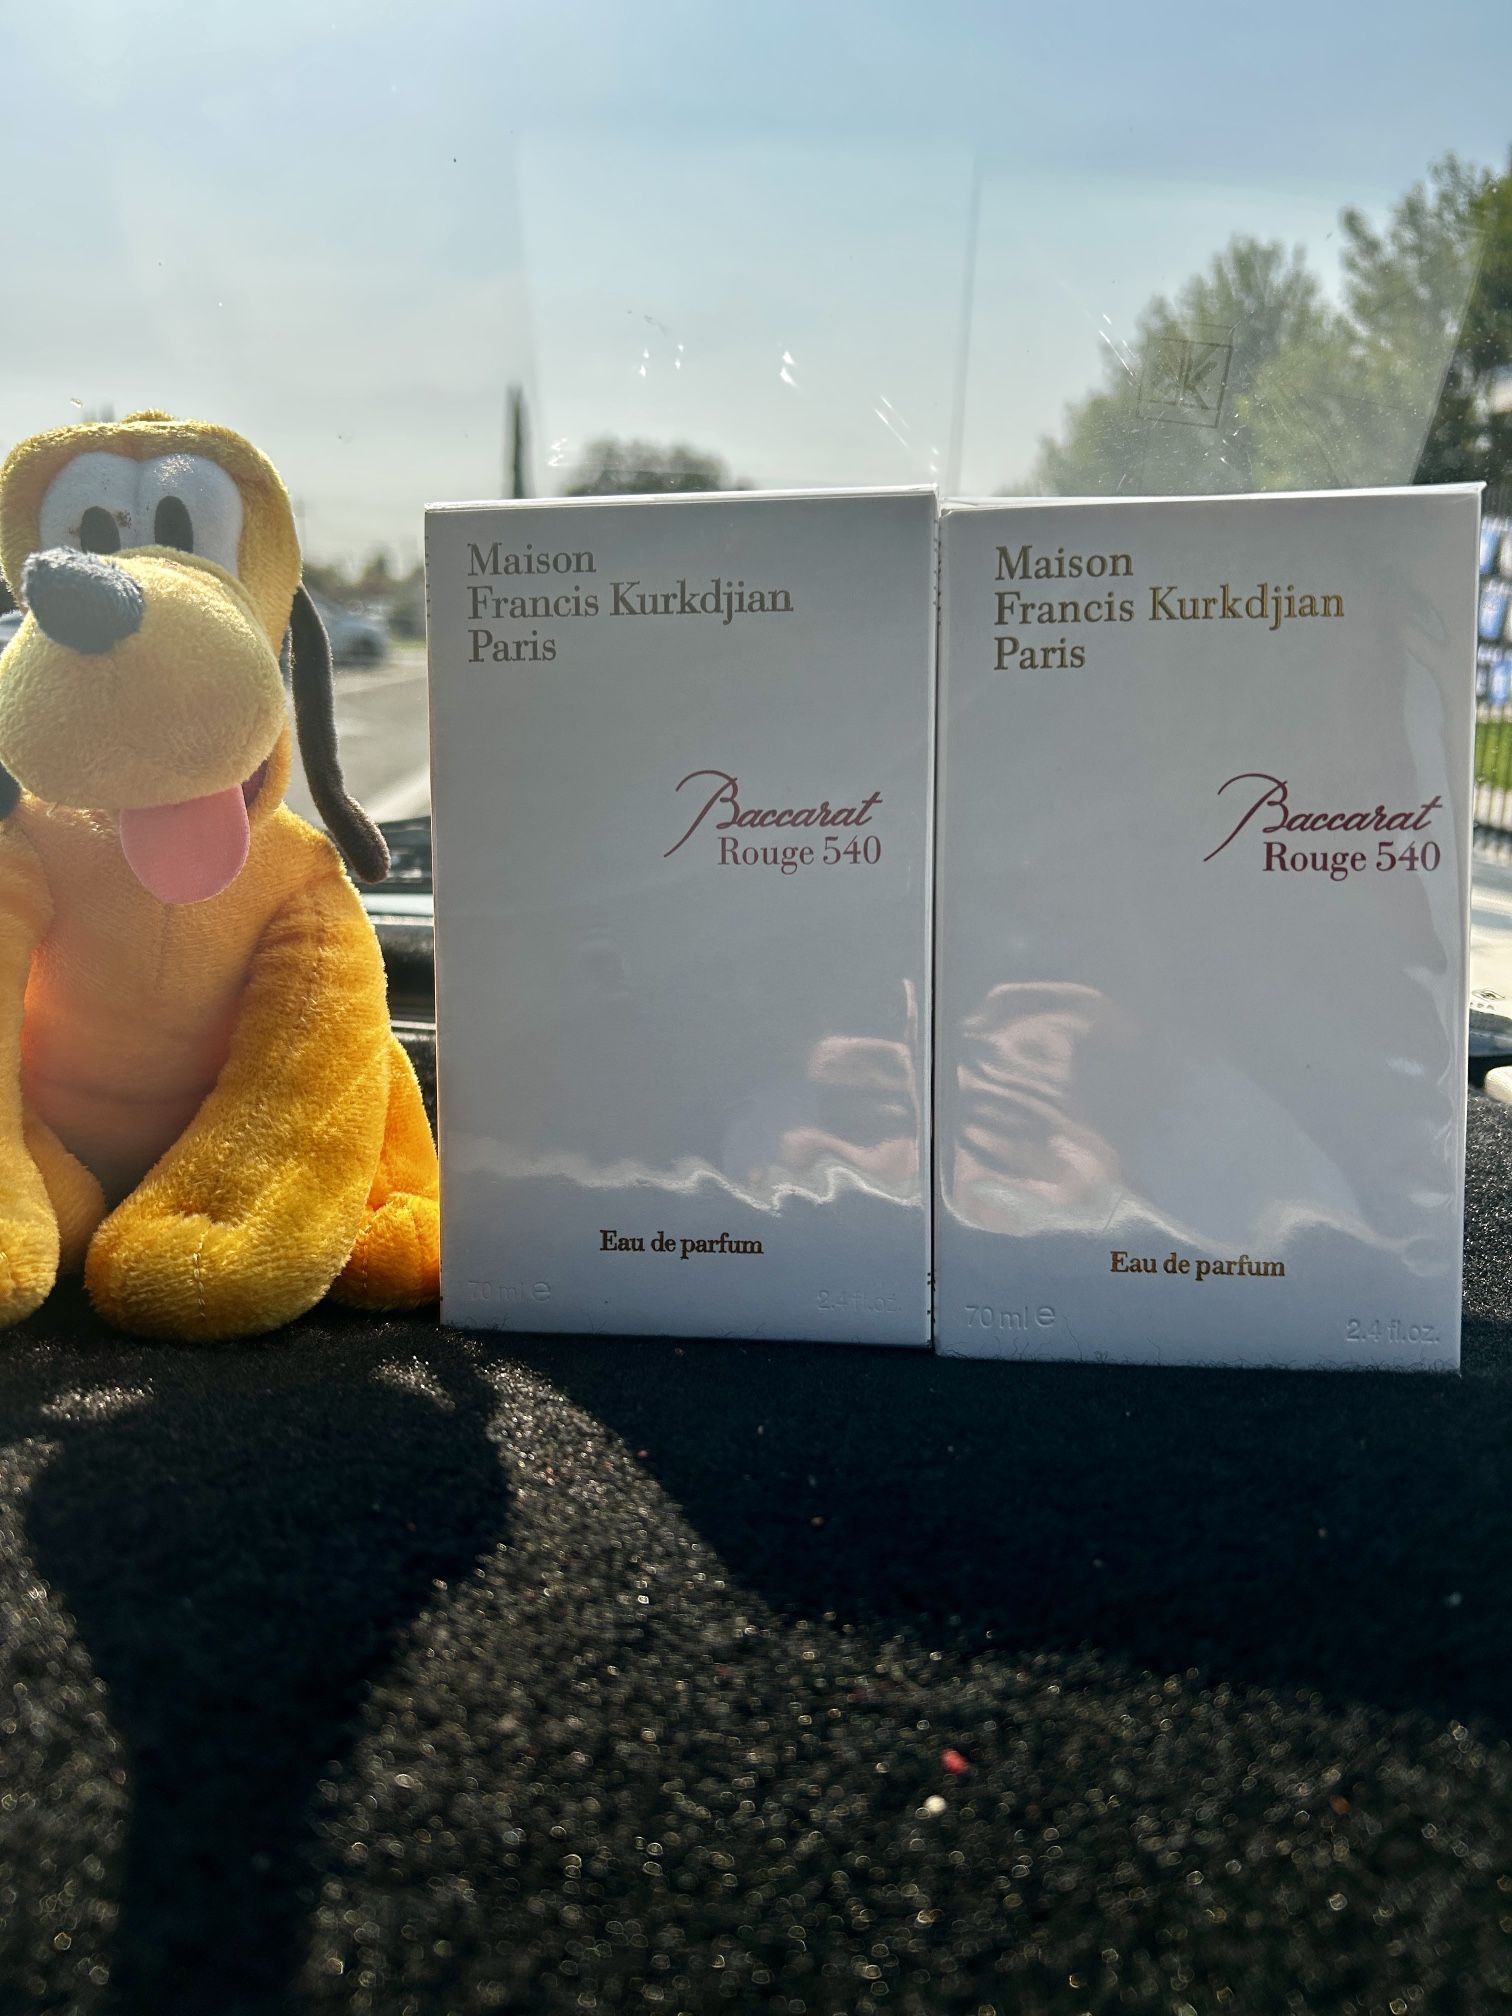 Maison
Francis Kurkdjian
Paris
Baccarat
Rouge 540
Eau de parfum
70 ml e
2.4 fl.oz.
Maison
Francis Kurkdjian
Paris
Baccarat
Rouge 540
Eau de parfum
70 ml e
2.4 fl.oz.